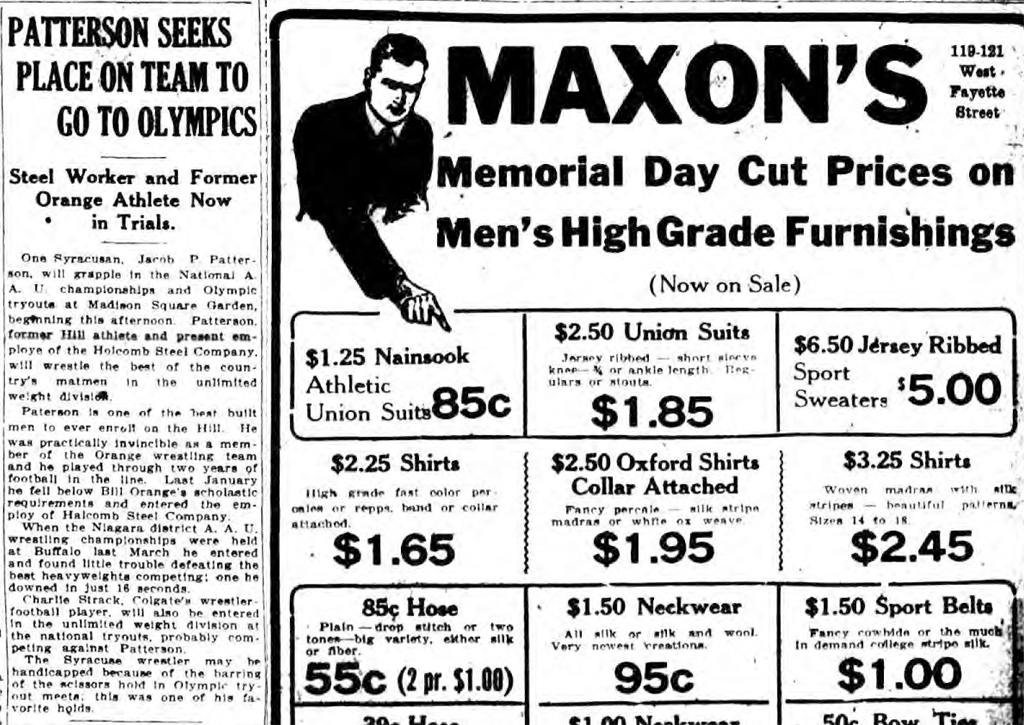 PATTERSON SEEKS
PLACE ON TEAM TO
GO TO OLYMPICS
Steel Worker and Former
Orange Athlete Now
in Trials.
One Syracusan, Jacob P. Patter-
son, will grapple in the National A.
A. U. championships and Olympic
tryouts at Madison Square Garden,
beginning this afternoon. Patterson,
former Hill athlete and present em-
ploye of the Holcomb Steel Company,
will wrestle the best of the coun-
try's matmen in the unlimited
weight division.
Paterson is one of the best built
men to ever enroll on the Hill. He
was practically invincible as a mem-
ber of the Orange wrestling team
and he played through two years of
football in the line. Last January
he fell below Bill Orange's scholastic
requirements and entered the em-
ploy of Halcomb Steel Company.
When the Niagara district A. A. U.
wrestling championships were held
at Buffalo last March he entered
and found little trouble defeating the
best heavyweights competing; one he
downed in just 16 seconds.
Charlie Strack, Colgate's wrestler-
football player, will also be entered
in the unlimited weight division at
the national tryouts, probably com-
peting against Patterson.
The Syracuse wrestler may be
handicapped because of the barring
of the scissors hold in Olympic try-
out meets; this was one of his fa-
vorite holds.
MAXON'S
119-121
West
Fayette
Street
Memorial Day Cut Prices on
Men's High Grade Furnishings
(Now on Sale)
$1.25 Nainsook
Athletic
Union Suits 85c
$2.50 Union Suits
Jersey ribbed — short sleeve
knee—¾ or ankle length. Reg-
ulars or stouts.
$1.85
$6.50 Jersey Ribbed
Sport
Sweaters $5.00
$2.25 Shirts
High grade fast color per-
cales or repps, band or collar
attached.
$1.65
$2.50 Oxford Shirts
Collar Attached
Fancy percale — silk stripe
madras or white ox weave.
$1.95
$3.25 Shirts
Woven madras with silk
stripes — beautiful patterns.
Sizes 14 to 18.
$2.45
85c Hose
Plain — drop stitch or two
tones—big variety, either silk
or fiber.
55c (2 pr. $1.00)
$1.50 Neckwear
All silk or silk and wool.
Very newest creations.
95c
$1.50 Sport Belts
Fancy cowhide or the much
in demand college stripe silk.
$1.00
39c Hose
$1.00 Neckwear
50c Bow Ties